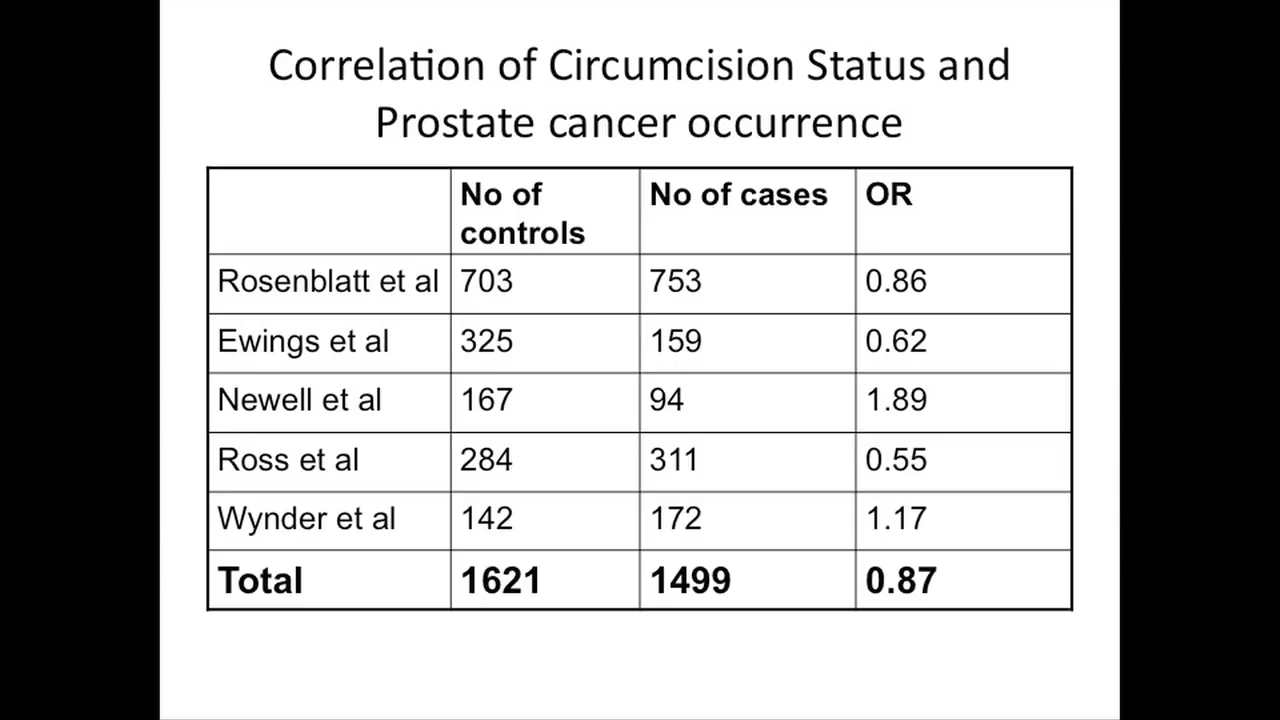 Correlation of Circumcision Status and
Prostate cancer occurrence
No of controls No of cases OR
Rosenblatt et al 703 753 0.86
Ewings et al 325 159 0.62
Newell et al 167 94 1.89
Ross et al 284 311 0.55
Wynder et al 142 172 1.17
Total 1621 1499 0.87